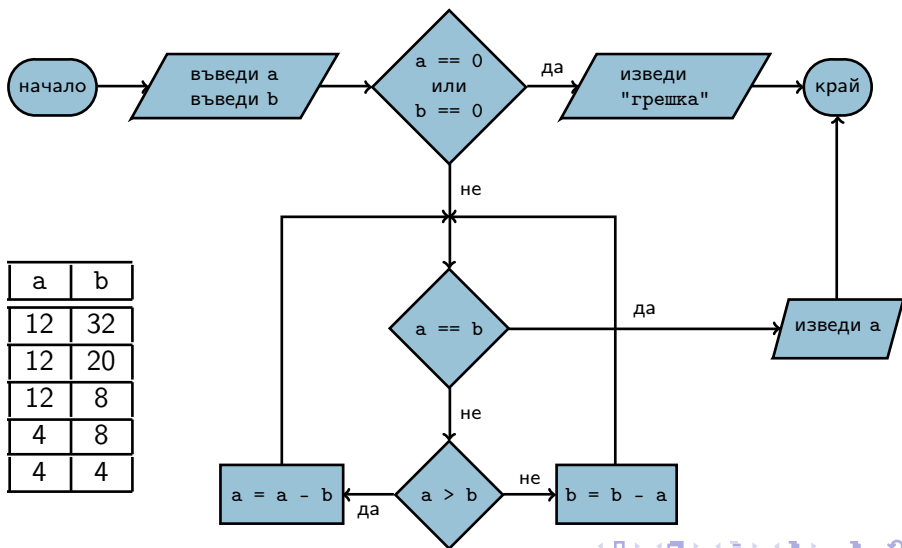 начало
въведи a
въведи b
a == 0
или
b == 0
да
изведи
"грешка"
край
не
a b
12 32
12 20
12 8
4 8
4 4
a == b
да
изведи a
не
a = a - b
да
a > b
не
b = b - a